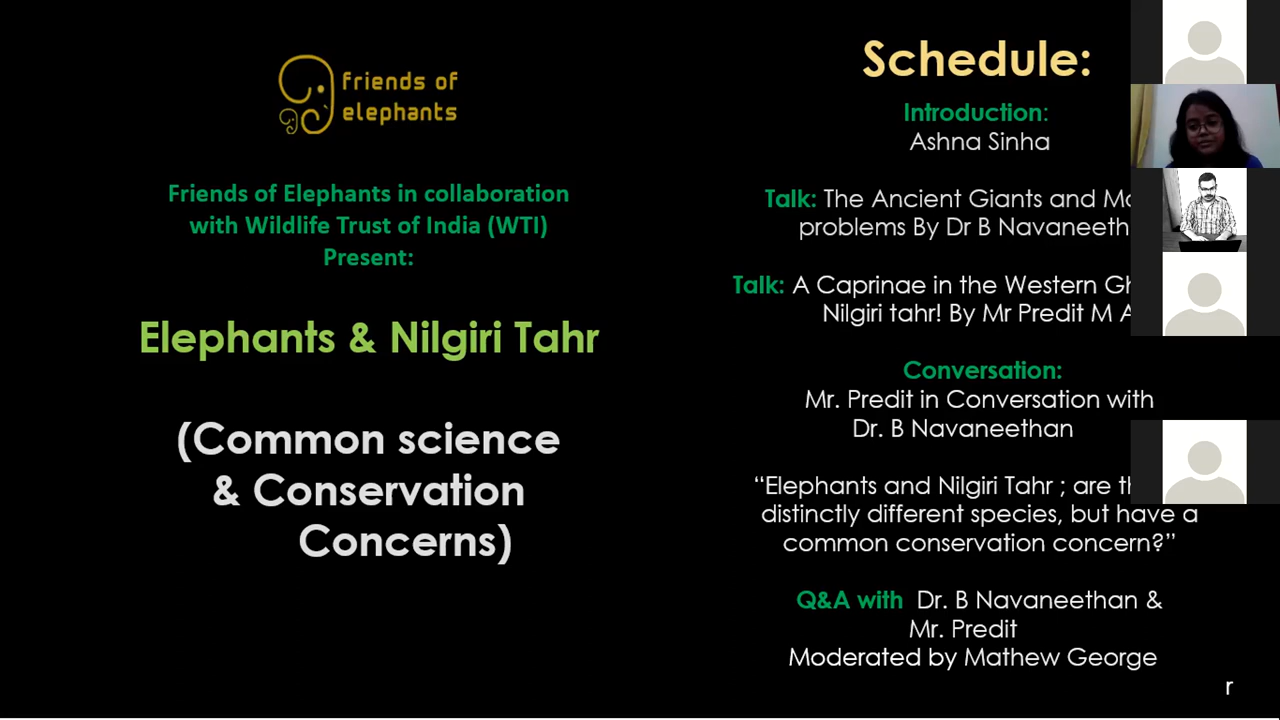 friends of
elephants
Friends of Elephants in collaboration
with Wildlife Trust of India (WTI)
Present:
Elephants & Nilgiri Tahr
(Common science
& Conservation
Concerns)
Schedule:
Introduction:
Ashna Sinha
Talk: The Ancient Giants and
problems By Dr B Navaneeth
Talk: A Caprinae in the Western
Nilgiri tahr! By Mr Predit M A
Conversation:
Mr. Predit in Conversation with
Dr. B Navaneethan
“Elephants and Nilgiri Tahr ; are
distinctly different species, but have a
common conservation concern?”
Q&A with Dr. B Navaneethan &
Mr. Predit
Moderated by Mathew George
r